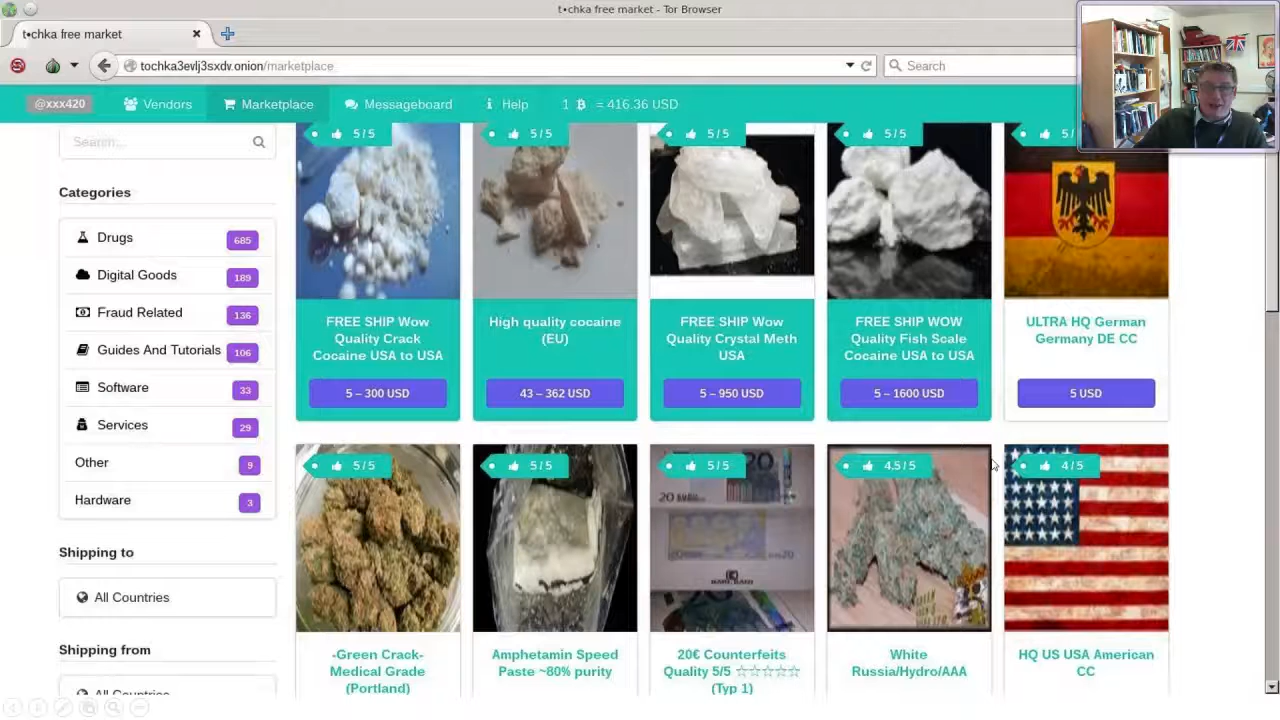 t•chka free market - Tor Browser
t•chka free market
tochka3evlj3sxdv.onion/marketplace
Search
@xxx420 Vendors Marketplace Messageboard Help 1 = 416.36 USD
Search...
Categories
Drugs 685
Digital Goods 189
Fraud Related 136
Guides And Tutorials 106
Software 33
Services 29
Other 9
Hardware 3
Shipping to
All Countries
Shipping from
All Countries
5 / 5
FREE SHIP Wow
Quality Crack
Cocaine USA to USA
5 – 300 USD
5 / 5
High quality cocaine
(EU)
43 – 362 USD
5 / 5
FREE SHIP Wow
Quality Crystal Meth
USA
5 – 950 USD
5 / 5
FREE SHIP WOW
Quality Fish Scale
Cocaine USA to USA
5 – 1600 USD
5 /
ULTRA HQ German
Germany DE CC
5 USD
5 / 5
-Green Crack-
Medical Grade
(Portland)
5 / 5
Amphetamin Speed
Paste ~80% purity
5 / 5
20 EURO
20€ Counterfeits
Quality 5/5 ☆☆☆☆☆
(Typ 1)
4.5 / 5
White
Russia/Hydro/AAA
4 / 5
HQ US USA American
CC